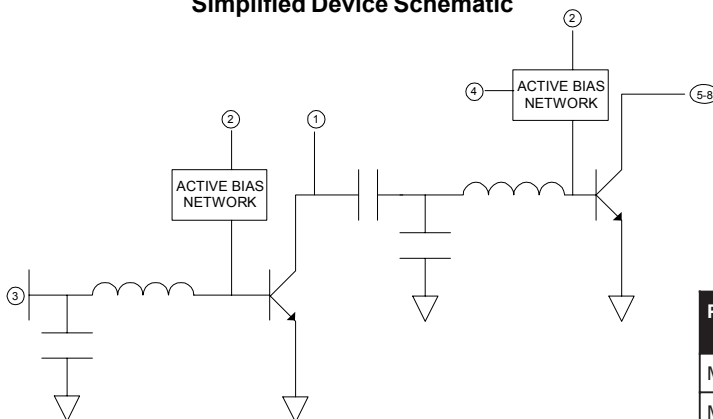 Simplified Device Schematic
2
4
ACTIVE BIAS
NETWORK
5-8
2
1
ACTIVE BIAS
NETWORK
3